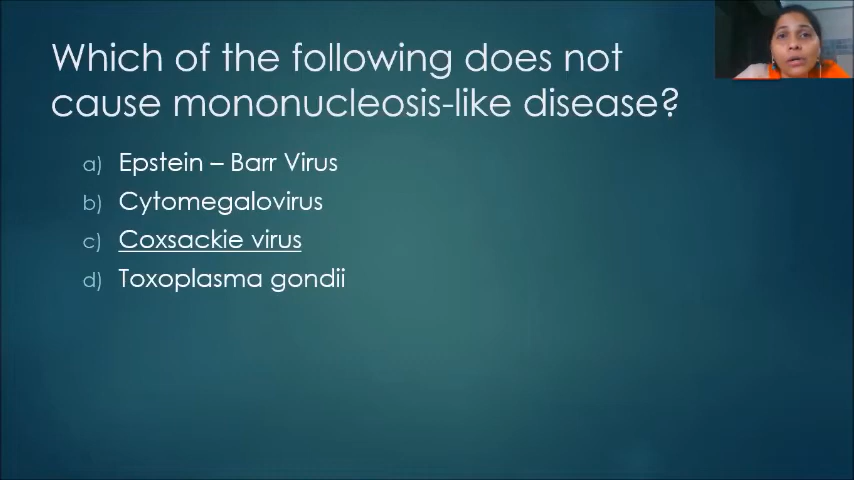 Which of the following does not
cause mononucleosis-like disease?
a) Epstein – Barr Virus
b) Cytomegalovirus
c) Coxsackie virus
d) Toxoplasma gondii